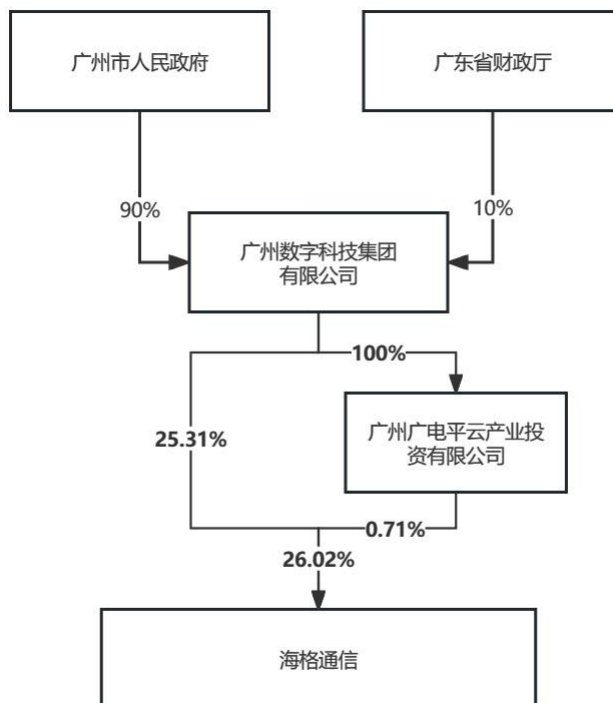 广州市人民政府
广东省财政厅
90%
10%
广州数字科技集团
有限公司
100%
25.31%
广州广电平云产业投
资有限公司
0.71%
26.02%
海格通信